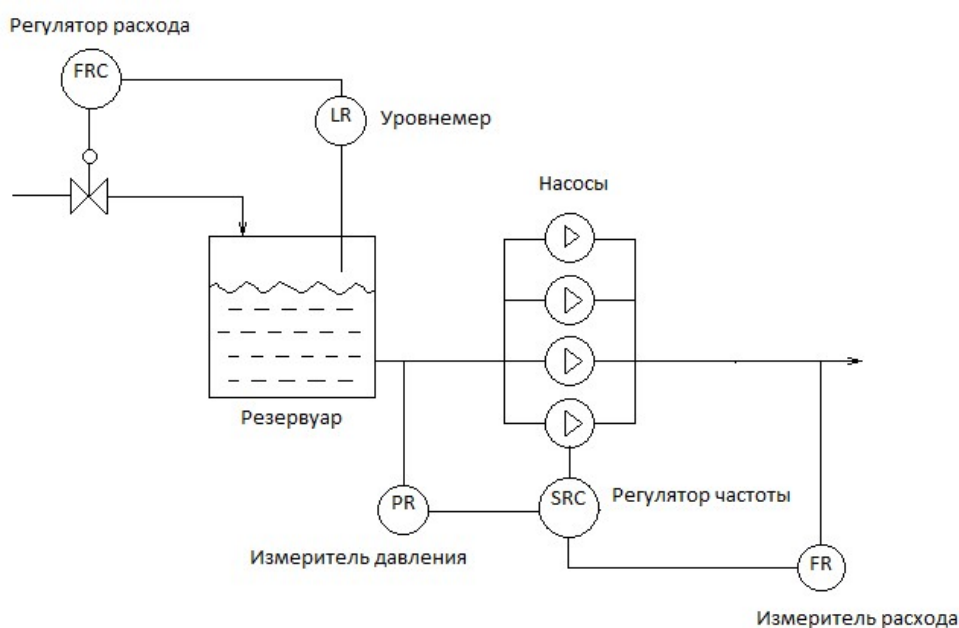 Регулятор расхода
FRC
LR
Уровнемер
Насосы
Резервуар
PR
SRC
Регулятор частоты
Измеритель давления
FR
Измеритель расхода